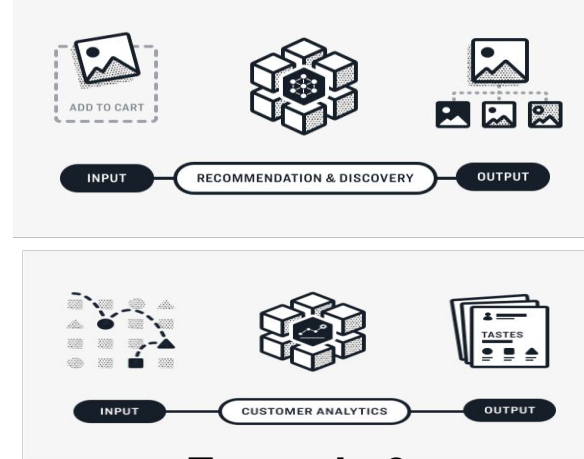 ADD TO CART
INPUT
RECOMMENDATION & DISCOVERY
OUTPUT
TASTES
INPUT
CUSTOMER ANALYTICS
OUTPUT